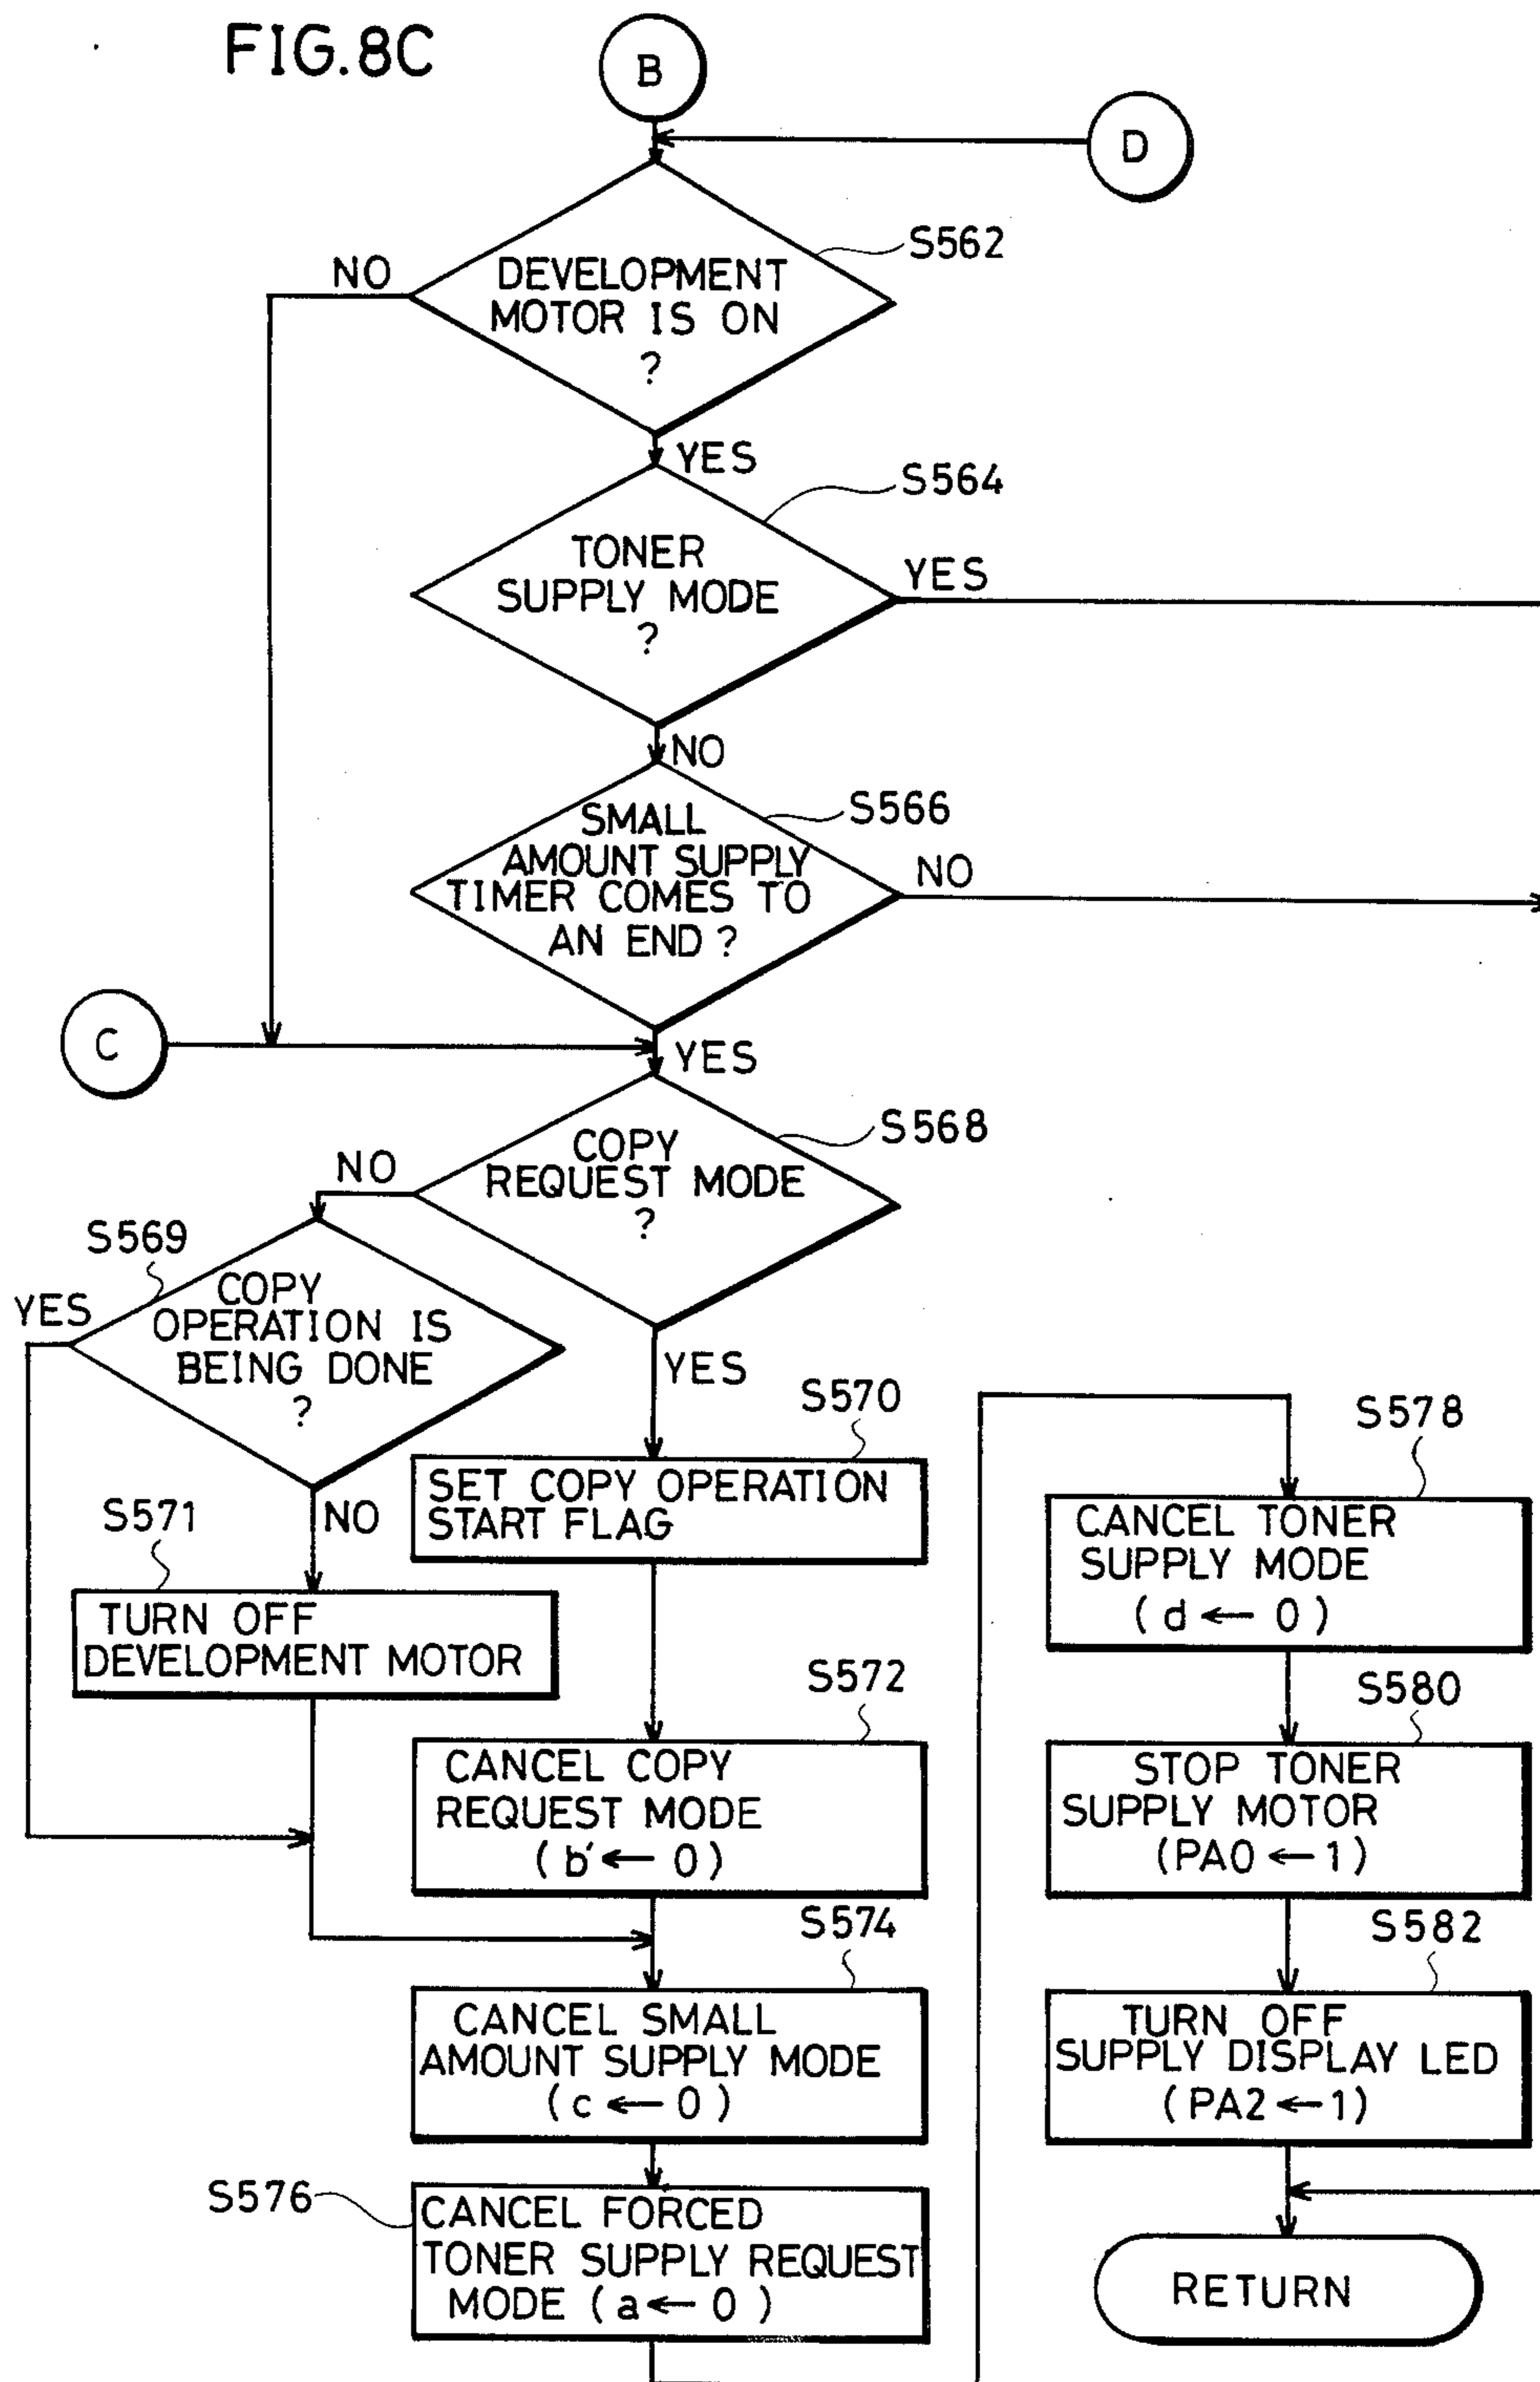 FIG.8C
B
D
S562
NO
DEVELOPMENT
MOTOR IS ON
?
YES
S564
TONER
SUPPLY MODE
?
YES
NO
S566
SMALL
AMOUNT SUPPLY
TIMER COMES TO
AN END ?
NO
C
YES
S568
COPY
REQUEST MODE
?
NO
S569
COPY
OPERATION IS
BEING DONE
?
YES
YES
NO
S570
SET COPY OPERATION
START FLAG
S571
TURN OFF
DEVELOPMENT MOTOR
S572
CANCEL COPY
REQUEST MODE
(b'← 0)
S574
CANCEL SMALL
AMOUNT SUPPLY MODE
(c ← 0)
S576
CANCEL FORCED
TONER SUPPLY REQUEST
MODE (a ← 0)
S578
CANCEL TONER
SUPPLY MODE
(d ← 0)
S580
STOP TONER
SUPPLY MOTOR
(PA0 ← 1)
S582
TURN OFF
SUPPLY DISPLAY LED
(PA2 ← 1)
RETURN